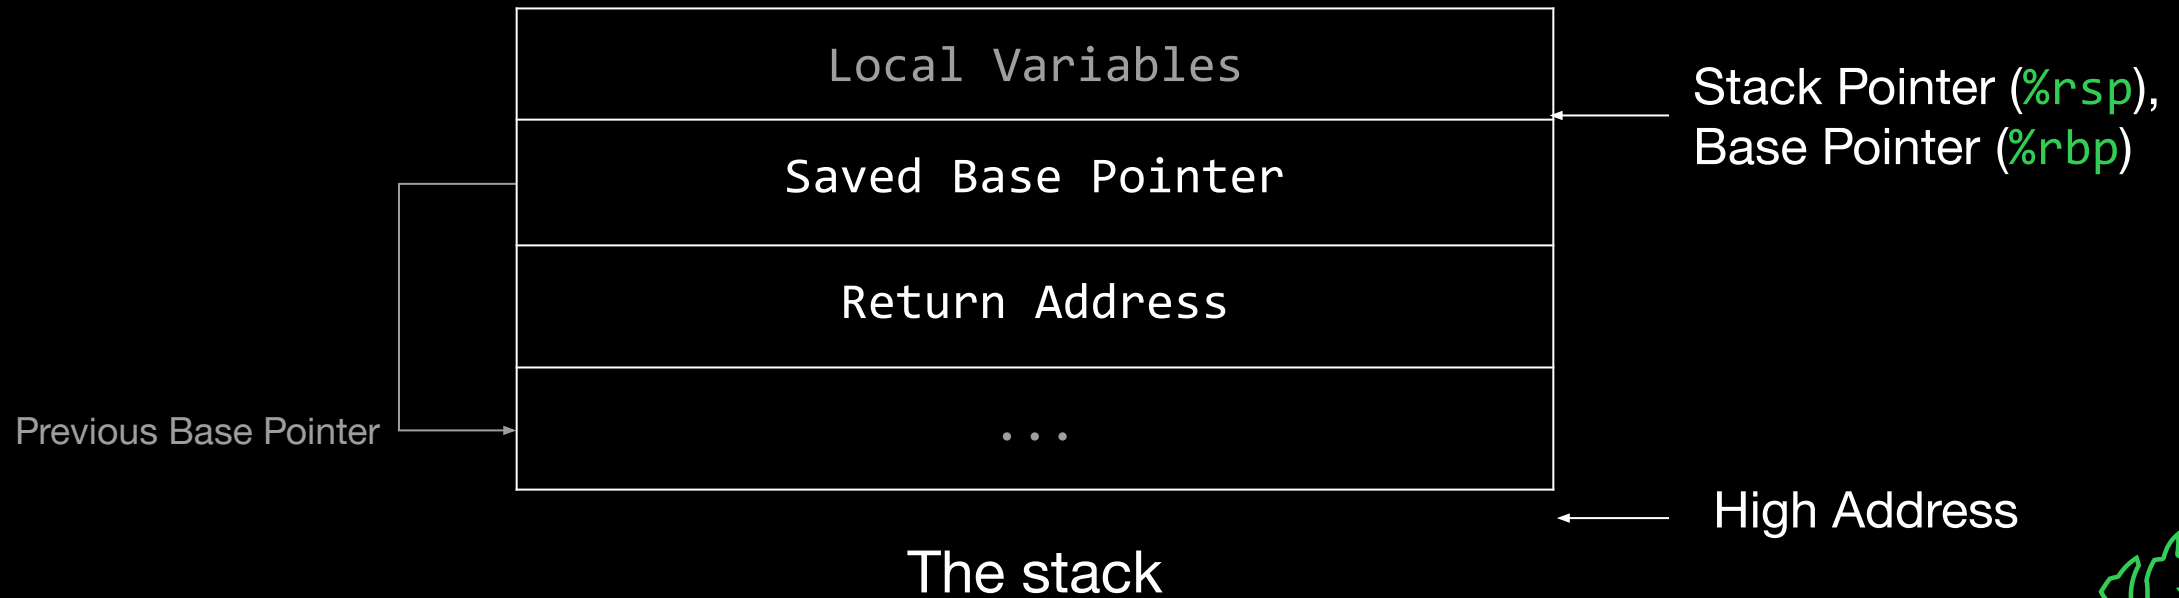 Local Variables
Stack Pointer (%rsp),
Base Pointer (%rbp)
Saved Base Pointer
Return Address
Previous Base Pointer
...
High Address
The stack